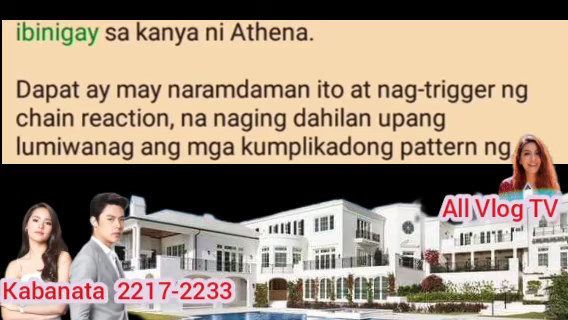 ibinigay sa kanya ni Athena.
Dapat ay may naramdaman ito at nag-trigger ng
chain reaction, na naging dahilan upang
lumiwanag ang mga kumplikadong pattern ng
All Vlog TV
Kabanata 2217-2233